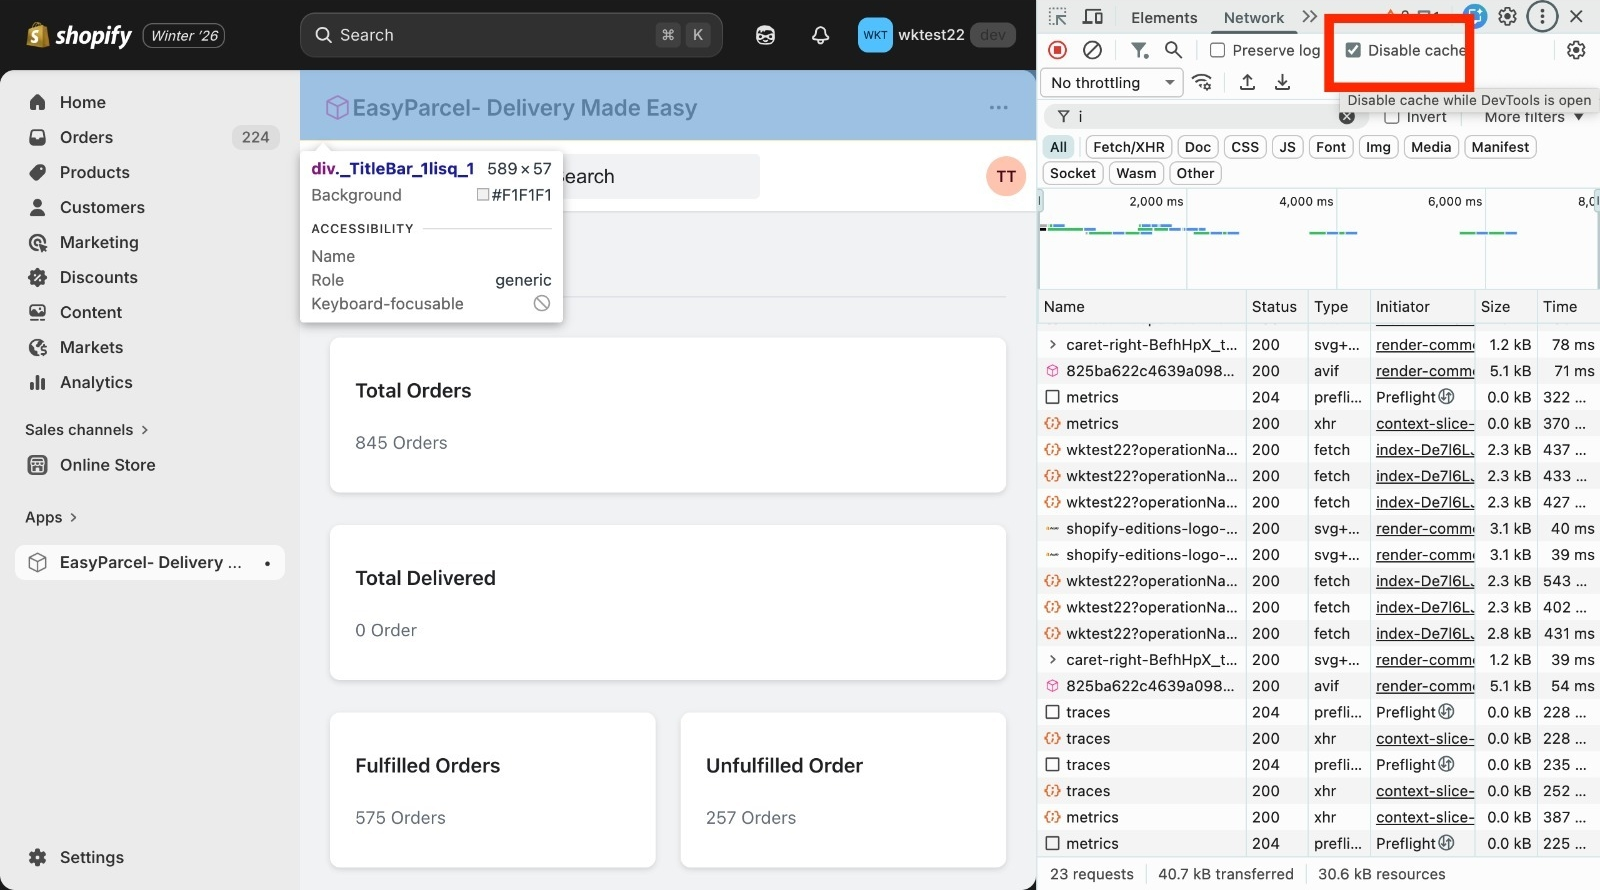 shopify
Winter '26
Search
⌘ K
wktest22
WKT
dev
Home
Orders
224
Products
Customers
Marketing
Discounts
Content
Markets
Analytics
Sales channels
Online Store
Apps
EasyParcel- Delivery ...
Settings
EasyParcel- Delivery Made Easy
div._TitleBar_1lisq_1 589 × 57
Background #F1F1F1
ACCESSIBILITY
Name
Role generic
Keyboard-focusable
earch
TT
Total Orders
845 Orders
Total Delivered
0 Order
Fulfilled Orders
575 Orders
Unfulfilled Order
257 Orders
Elements Network
Preserve log
Disable cache
No throttling
Disable cache while DevTools is open
i
Invert
More filters
All Fetch/XHR Doc CSS JS Font Img Media Manifest
Socket Wasm Other
2,000 ms 4,000 ms 6,000 ms 8,0
Name Status Type Initiator Size Time
caret-right-BefhHpX_t... 200 svg+... render-comm 1.2 kB 78 ms
825ba622c4639a098... 200 avif render-comm 5.1 kB 71 ms
metrics 204 prefli... Preflight 0.0 kB 322 ...
metrics 200 xhr context-slice- 0.0 kB 370 ...
wktest22?operationNa... 200 fetch index-De7l6L 2.3 kB 437 ...
wktest22?operationNa... 200 fetch index-De7l6L 2.3 kB 433 ...
wktest22?operationNa... 200 fetch index-De7l6L 2.3 kB 427 ...
shopify-editions-logo-... 200 svg+... render-comm 3.1 kB 40 ms
shopify-editions-logo-... 200 svg+... render-comm 3.1 kB 39 ms
wktest22?operationNa... 200 fetch index-De7l6L 2.3 kB 543 ...
wktest22?operationNa... 200 fetch index-De7l6L 2.3 kB 402 ...
wktest22?operationNa... 200 fetch index-De7l6L 2.8 kB 431 ms
caret-right-BefhHpX_t... 200 svg+... render-comm 1.2 kB 39 ms
825ba622c4639a098... 200 avif render-comm 5.1 kB 54 ms
traces 204 prefli... Preflight 0.0 kB 228 ...
traces 200 xhr context-slice- 0.0 kB 228 ...
traces 204 prefli... Preflight 0.0 kB 235 ...
traces 200 xhr context-slice- 0.0 kB 252 ...
metrics 200 xhr context-slice- 0.0 kB 387 ...
metrics 204 prefli... Preflight 0.0 kB 225 ...
23 requests 40.7 kB transferred 30.6 kB resources